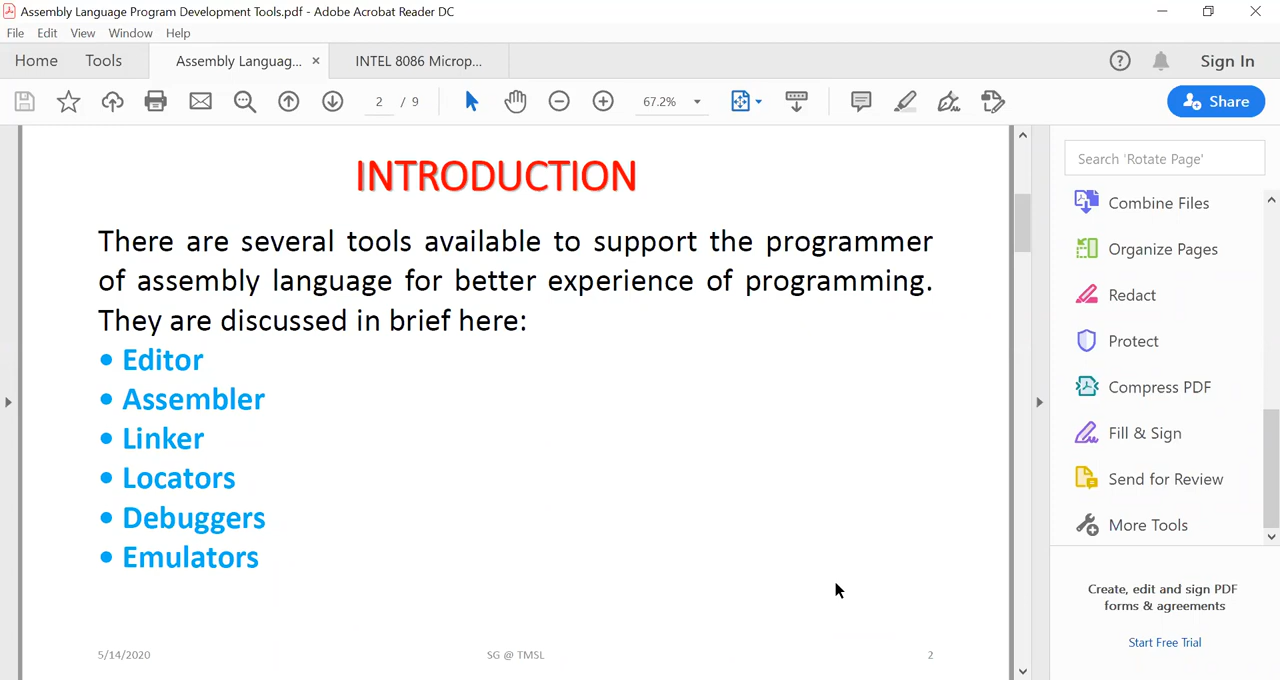 Assembly Language Program Development Tools.pdf - Adobe Acrobat Reader DC
File Edit View Window Help
Home Tools Assembly Languag... × INTEL 8086 Microp... Sign In
2 / 9 67.2% Share
INTRODUCTION
There are several tools available to support the programmer
of assembly language for better experience of programming.
They are discussed in brief here:
• Editor
• Assembler
• Linker
• Locators
• Debuggers
• Emulators
5/14/2020 SG @ TMSL 2
Search 'Rotate Page'
Combine Files
Organize Pages
Redact
Protect
Compress PDF
Fill & Sign
Send for Review
More Tools
Create, edit and sign PDF
forms & agreements
Start Free Trial